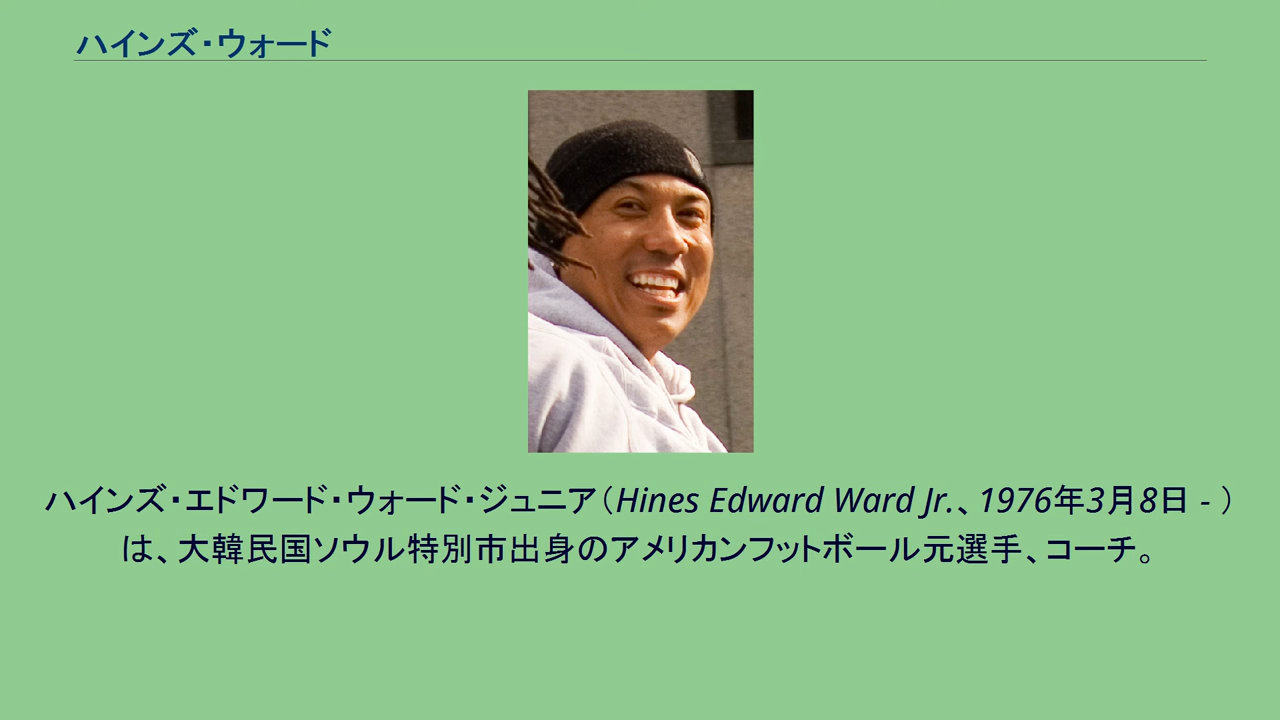 ハインズ・ウォード
ハインズ・エドワード・ウォード・ジュニア（Hines Edward Ward Jr.、1976年3月8日 - ）
は、大韓民国ソウル特別市出身のアメリカンフットボール元選手、コーチ。